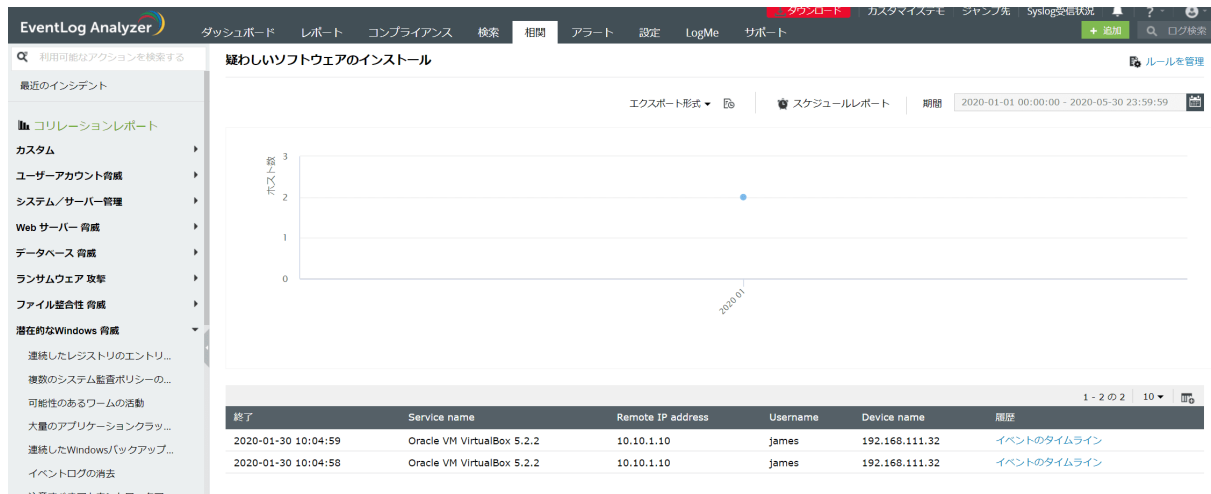 EventLog Analyzer
ダウンロード カスタマイズデモ ジャンプ先 Syslog受信状況 ?
ダッシュボード レポート コンプライアンス 検索 相関 アラート 設定 LogMe サポート
+ 追加 ログ検索
利用可能なアクションを検索する
疑わしいソフトウェアのインストール
ルールを管理
最近のインシデント
エクスポート形式 スケジュールレポート 期間 2020-01-01 00:00:00 - 2020-05-30 23:59:59
コリレーションレポート
カスタム
ユーザーアカウント脅威
システム／サーバー管理
Web サーバー 脅威
データベース 脅威
ランサムウェア 攻撃
ファイル整合性 脅威
潜在的なWindows 脅威
連続したレジストリのエントリ...
複数のシステム監査ポリシーの...
可能性のあるワームの活動
大量のアプリケーションクラッ...
連続したWindowsバックアップ...
イベントログの消去
ホスト数
3
2
1
0
2020 01
1 - 2 の 2 10
終了 Service name Remote IP address Username Device name 履歴
2020-01-30 10:04:59 Oracle VM VirtualBox 5.2.2 10.10.1.10 james 192.168.111.32 イベントのタイムライン
2020-01-30 10:04:58 Oracle VM VirtualBox 5.2.2 10.10.1.10 james 192.168.111.32 イベントのタイムライン